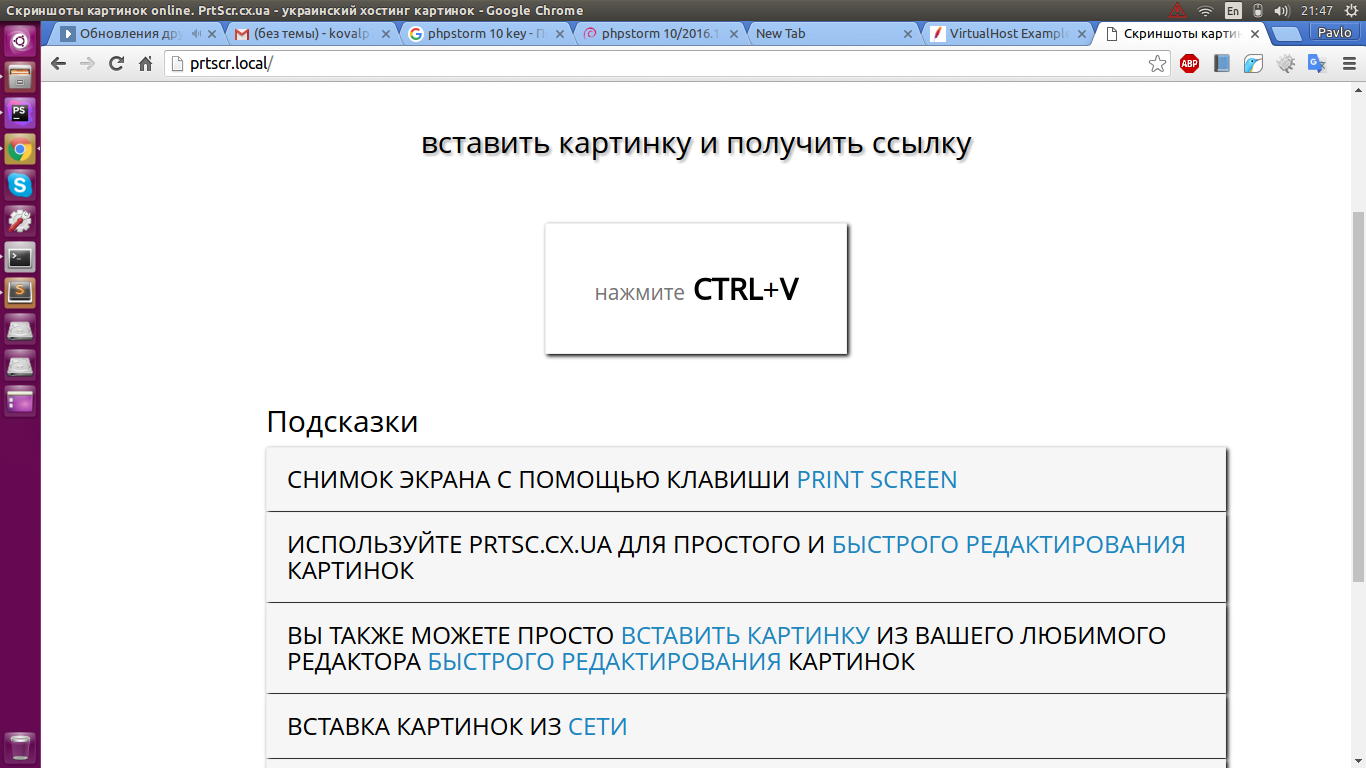 Скриншоты картинок online. PrtScr.cx.ua - украинский хостинг картинок - Google Chrome
En
21:47
Обновления дру
(без темы) - kovalp
phpstorm 10 key - П
phpstorm 10/2016.1
New Tab
VirtualHost Example
Скриншоты картин
Pavlo
prtscr.local/
ABP
вставить картинку и получить ссылку
нажмите CTRL+V
Подсказки
СНИМОК ЭКРАНА С ПОМОЩЬЮ КЛАВИШИ PRINT SCREEN
ИСПОЛЬЗУЙТЕ PRTSC.CX.UA ДЛЯ ПРОСТОГО И БЫСТРОГО РЕДАКТИРОВАНИЯ
КАРТИНОК
ВЫ ТАКЖЕ МОЖЕТЕ ПРОСТО ВСТАВИТЬ КАРТИНКУ ИЗ ВАШЕГО ЛЮБИМОГО
РЕДАКТОРА БЫСТРОГО РЕДАКТИРОВАНИЯ КАРТИНОК
ВСТАВКА КАРТИНОК ИЗ СЕТИ